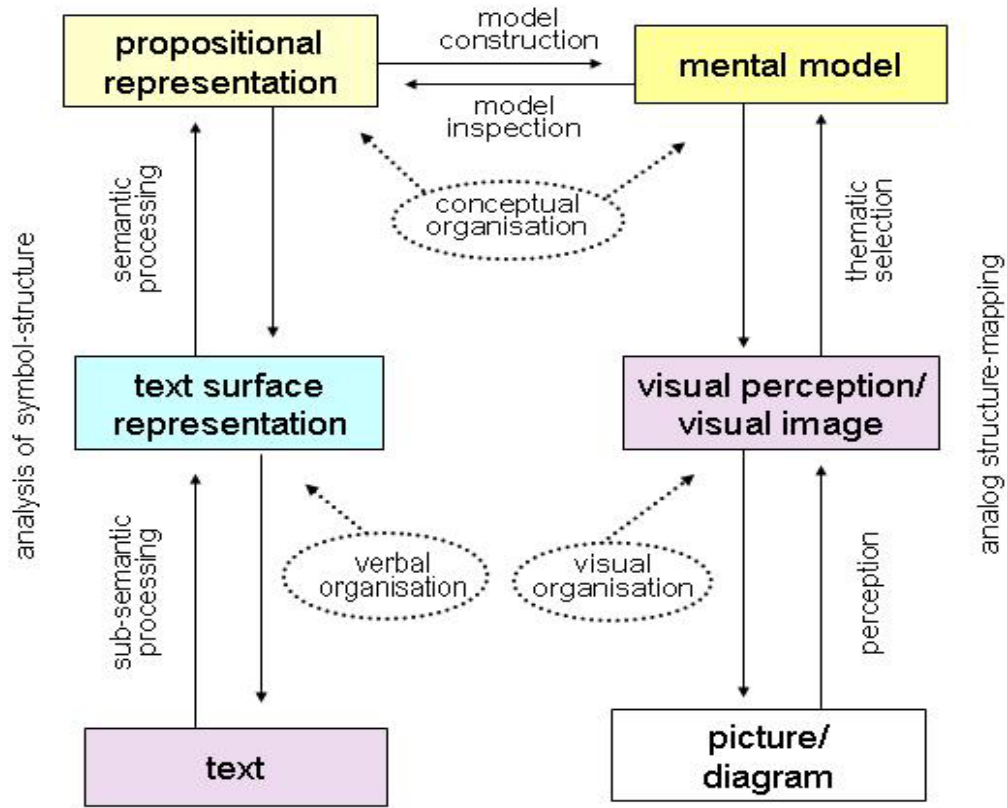 propositional
representation
model
construction
model
inspection
mental model
semantic
processing
conceptual
organisation
thematic
selection
analysis of symbol-structure
analog structure-mapping
text surface
representation
visual perception/
visual image
sub-semantic
processing
verbal
organisation
visual
organisation
perception
text
picture/
diagram